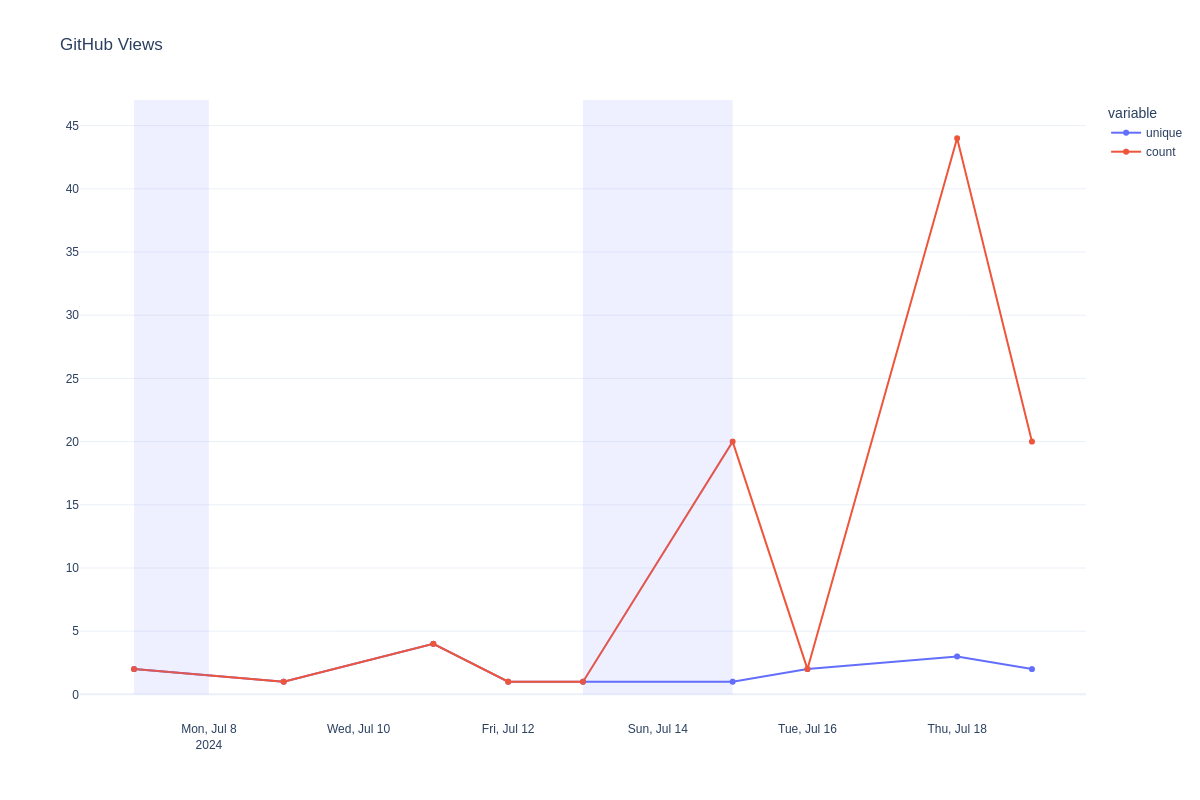 GitHub Views
variable
unique
count
45
40
35
30
25
20
15
10
5
0
Mon, Jul 8
2024
Wed, Jul 10
Fri, Jul 12
Sun, Jul 14
Tue, Jul 16
Thu, Jul 18